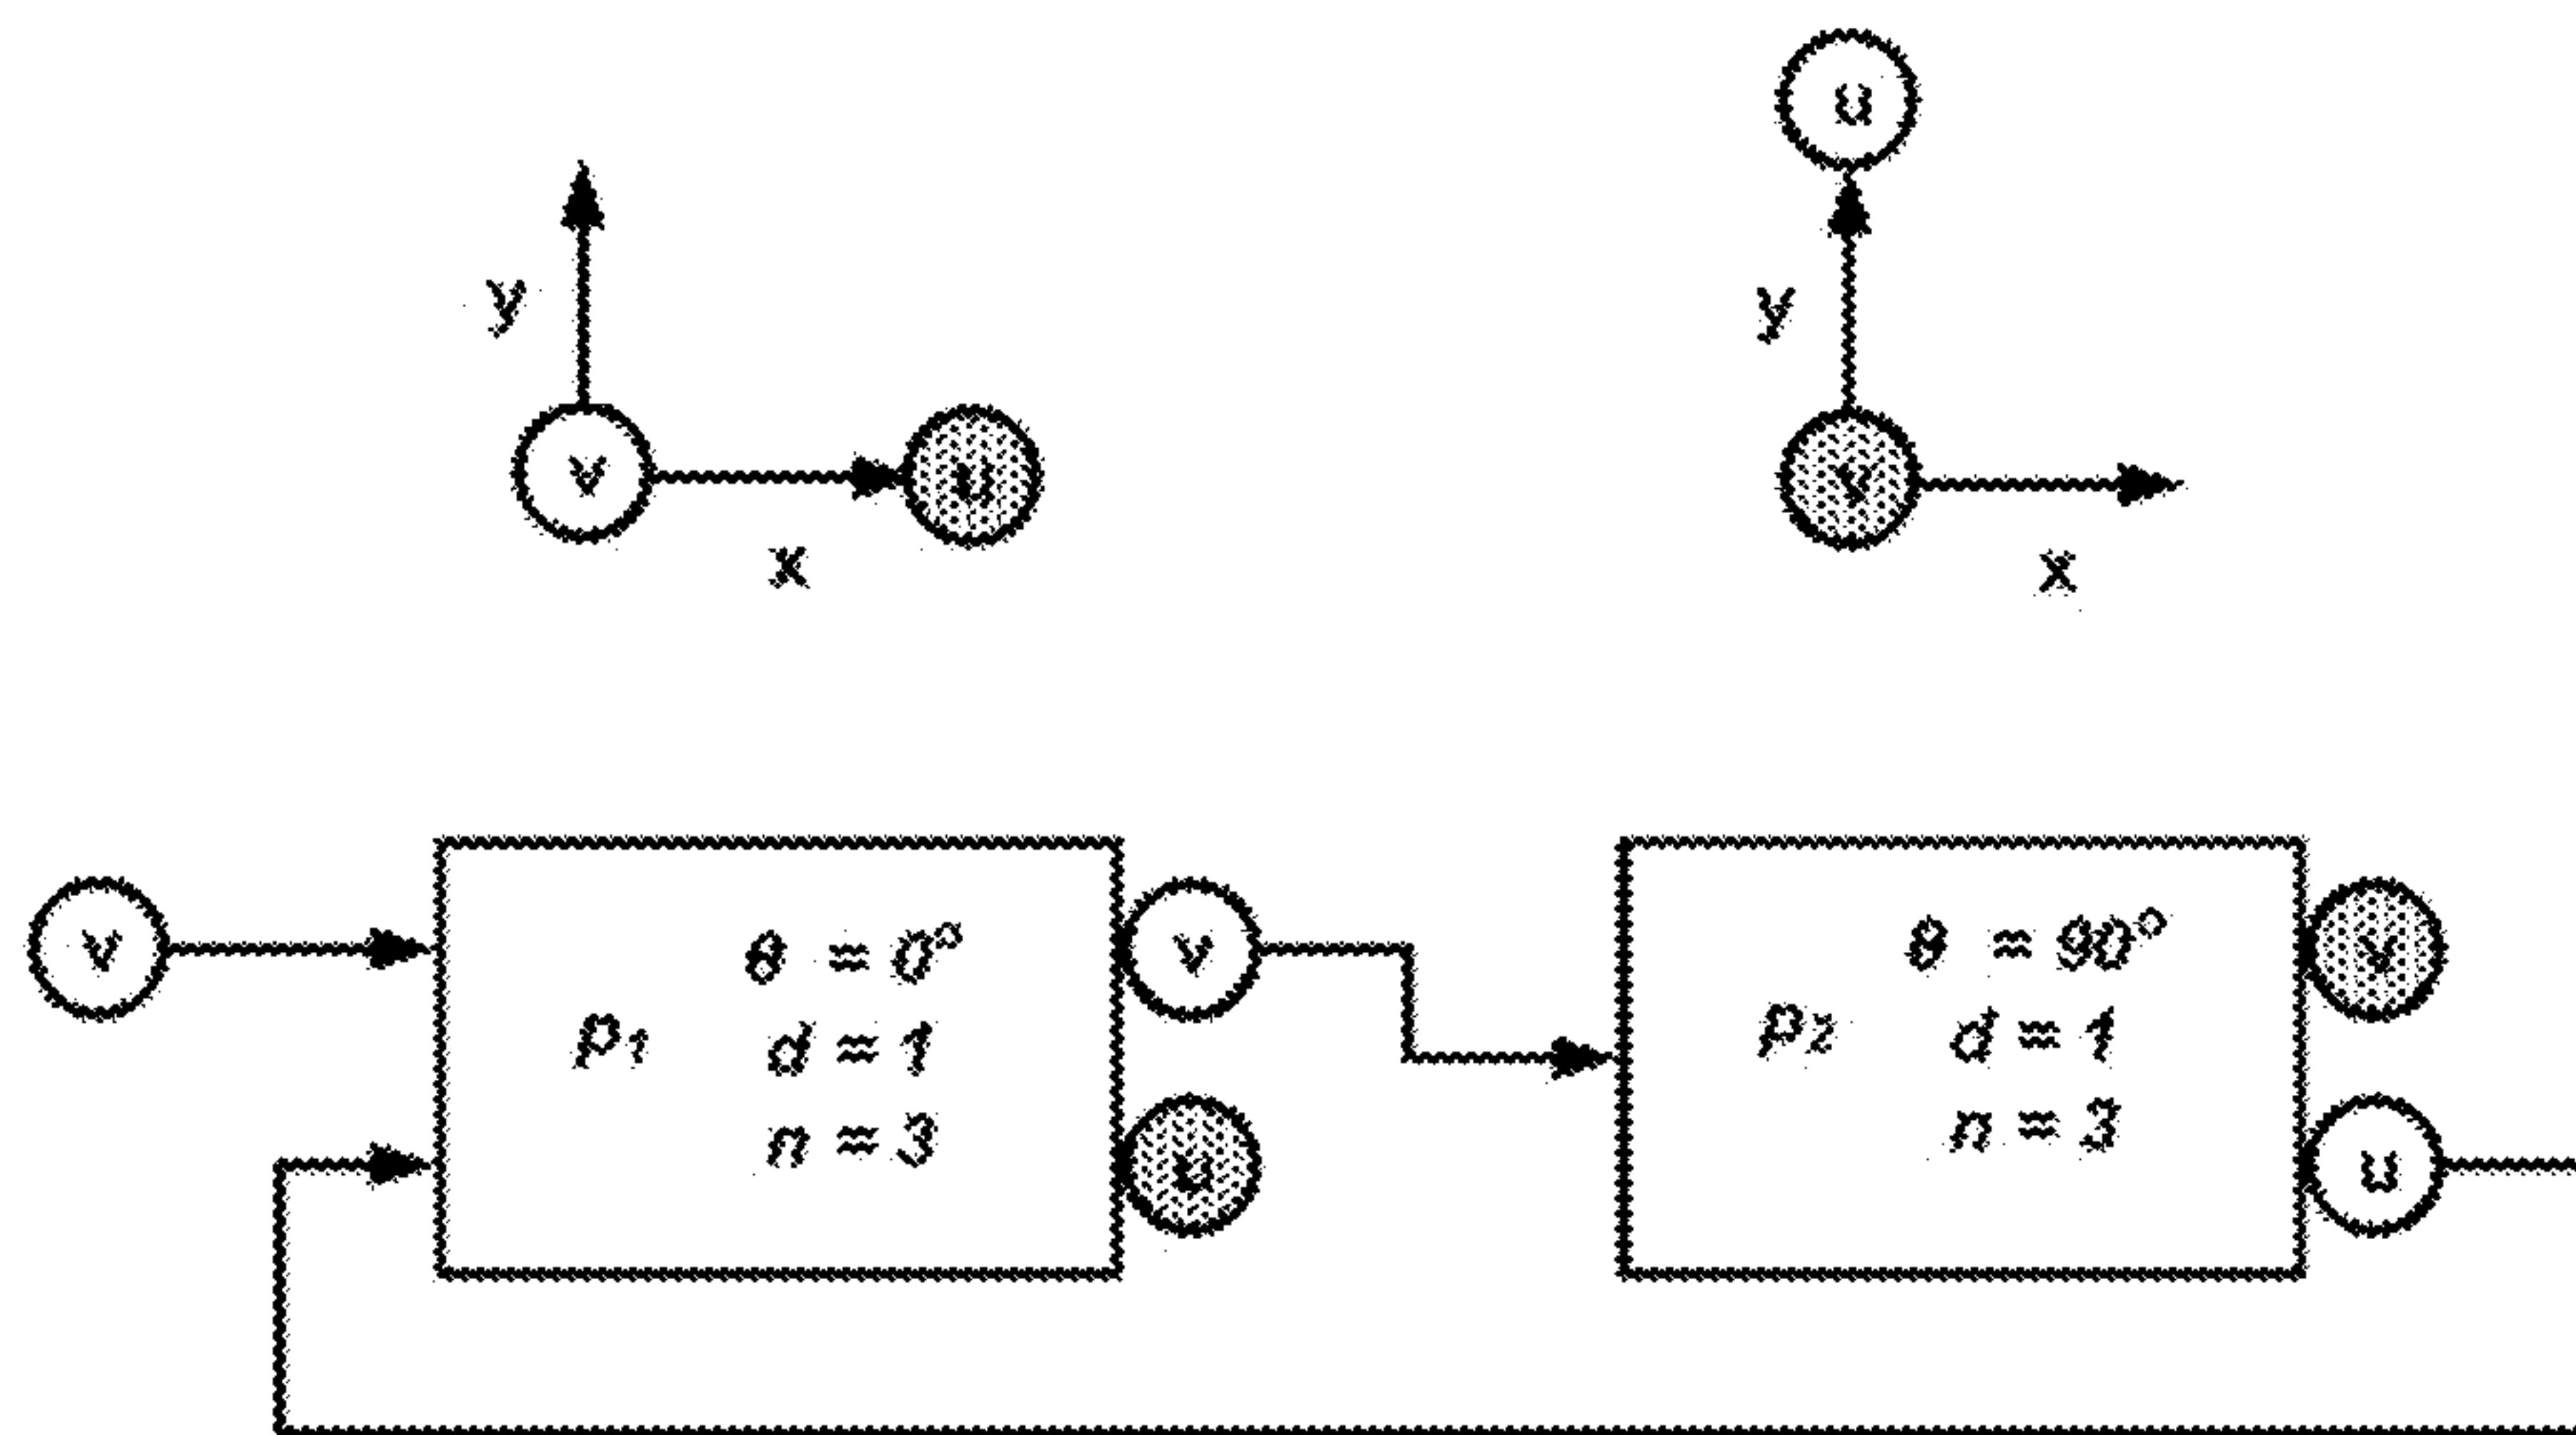 u
y
y
v
u
v
x
x
v
θ = 0°
v
θ = 90°
v
p1
d = 1
p2
d = 1
n = 3
u
n = 3
u